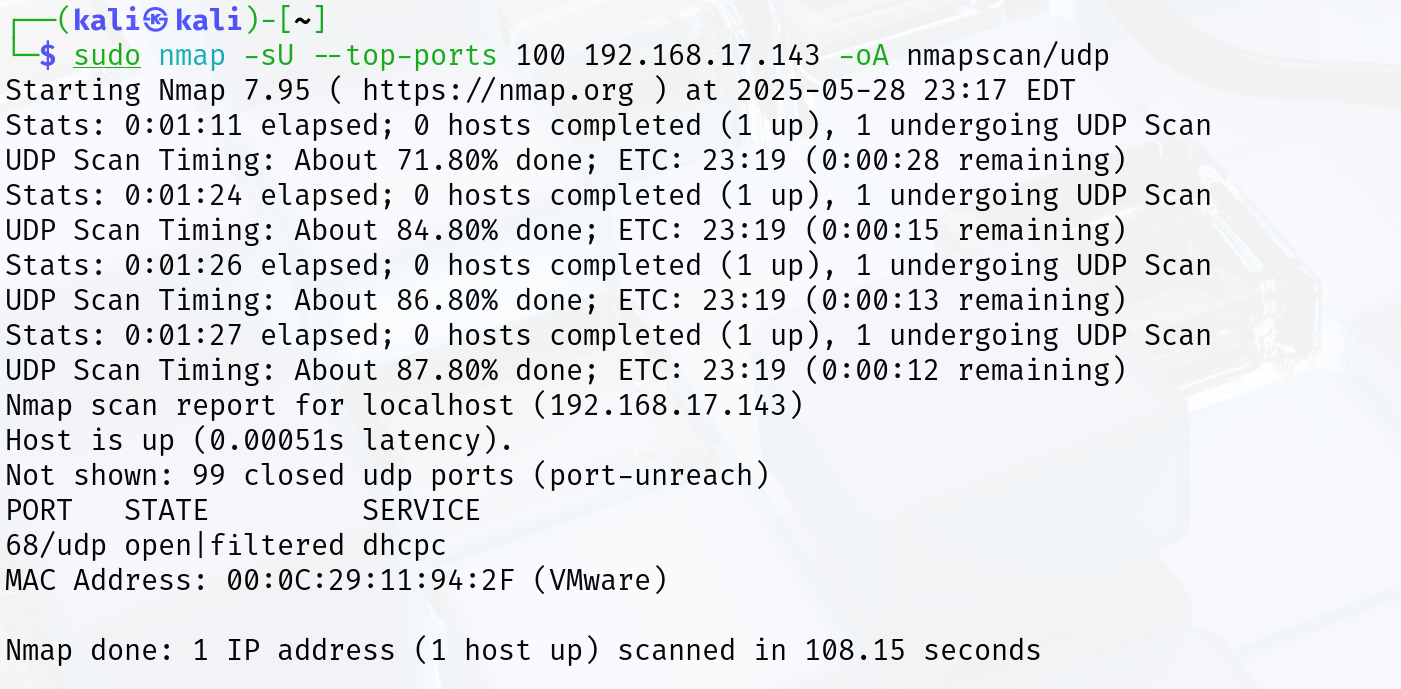 ┌──(kali㉿kali)-[~]
└─$ sudo nmap -sU --top-ports 100 192.168.17.143 -oA nmapscan/udp
Starting Nmap 7.95 ( https://nmap.org ) at 2025-05-28 23:17 EDT
Stats: 0:01:11 elapsed; 0 hosts completed (1 up), 1 undergoing UDP Scan
UDP Scan Timing: About 71.80% done; ETC: 23:19 (0:00:28 remaining)
Stats: 0:01:24 elapsed; 0 hosts completed (1 up), 1 undergoing UDP Scan
UDP Scan Timing: About 84.80% done; ETC: 23:19 (0:00:15 remaining)
Stats: 0:01:26 elapsed; 0 hosts completed (1 up), 1 undergoing UDP Scan
UDP Scan Timing: About 86.80% done; ETC: 23:19 (0:00:13 remaining)
Stats: 0:01:27 elapsed; 0 hosts completed (1 up), 1 undergoing UDP Scan
UDP Scan Timing: About 87.80% done; ETC: 23:19 (0:00:12 remaining)
Nmap scan report for localhost (192.168.17.143)
Host is up (0.00051s latency).
Not shown: 99 closed udp ports (port-unreach)
PORT   STATE         SERVICE
68/udp open|filtered dhcpc
MAC Address: 00:0C:29:11:94:2F (VMware)
Nmap done: 1 IP address (1 host up) scanned in 108.15 seconds